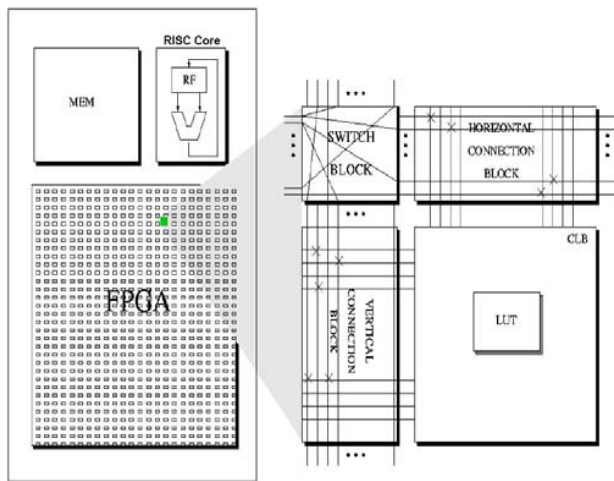 RISC Core
MEM
RF
FPGA
SWITCH
BLOCK
HORIZONTAL
CONNECTION
BLOCK
VERTICAL
CONNECTION
BLOCK
CLB
LUT